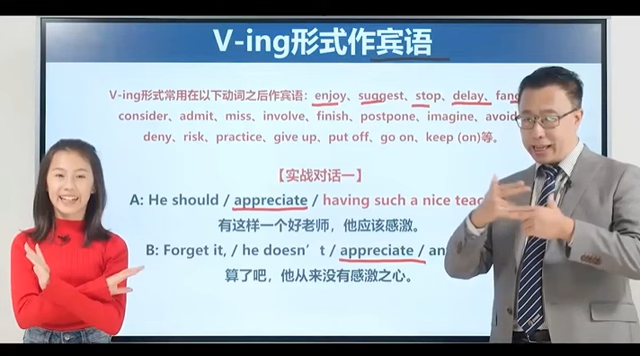 V-ing形式作宾语
V-ing形式常用在以下动词之后作宾语：enjoy、suggest、stop、delay、
consider、admit、miss、involve、finish、postpone、imagine、avoid
deny、risk、practice、give up、put off、go on、keep (on)等。
【实战对话一】
A: He should / appreciate / having such a nice
有这样一个好老师，他应该感激。
B: Forget it, / he doesn’t / appreciate /
算了吧，他从来没有感激之心。